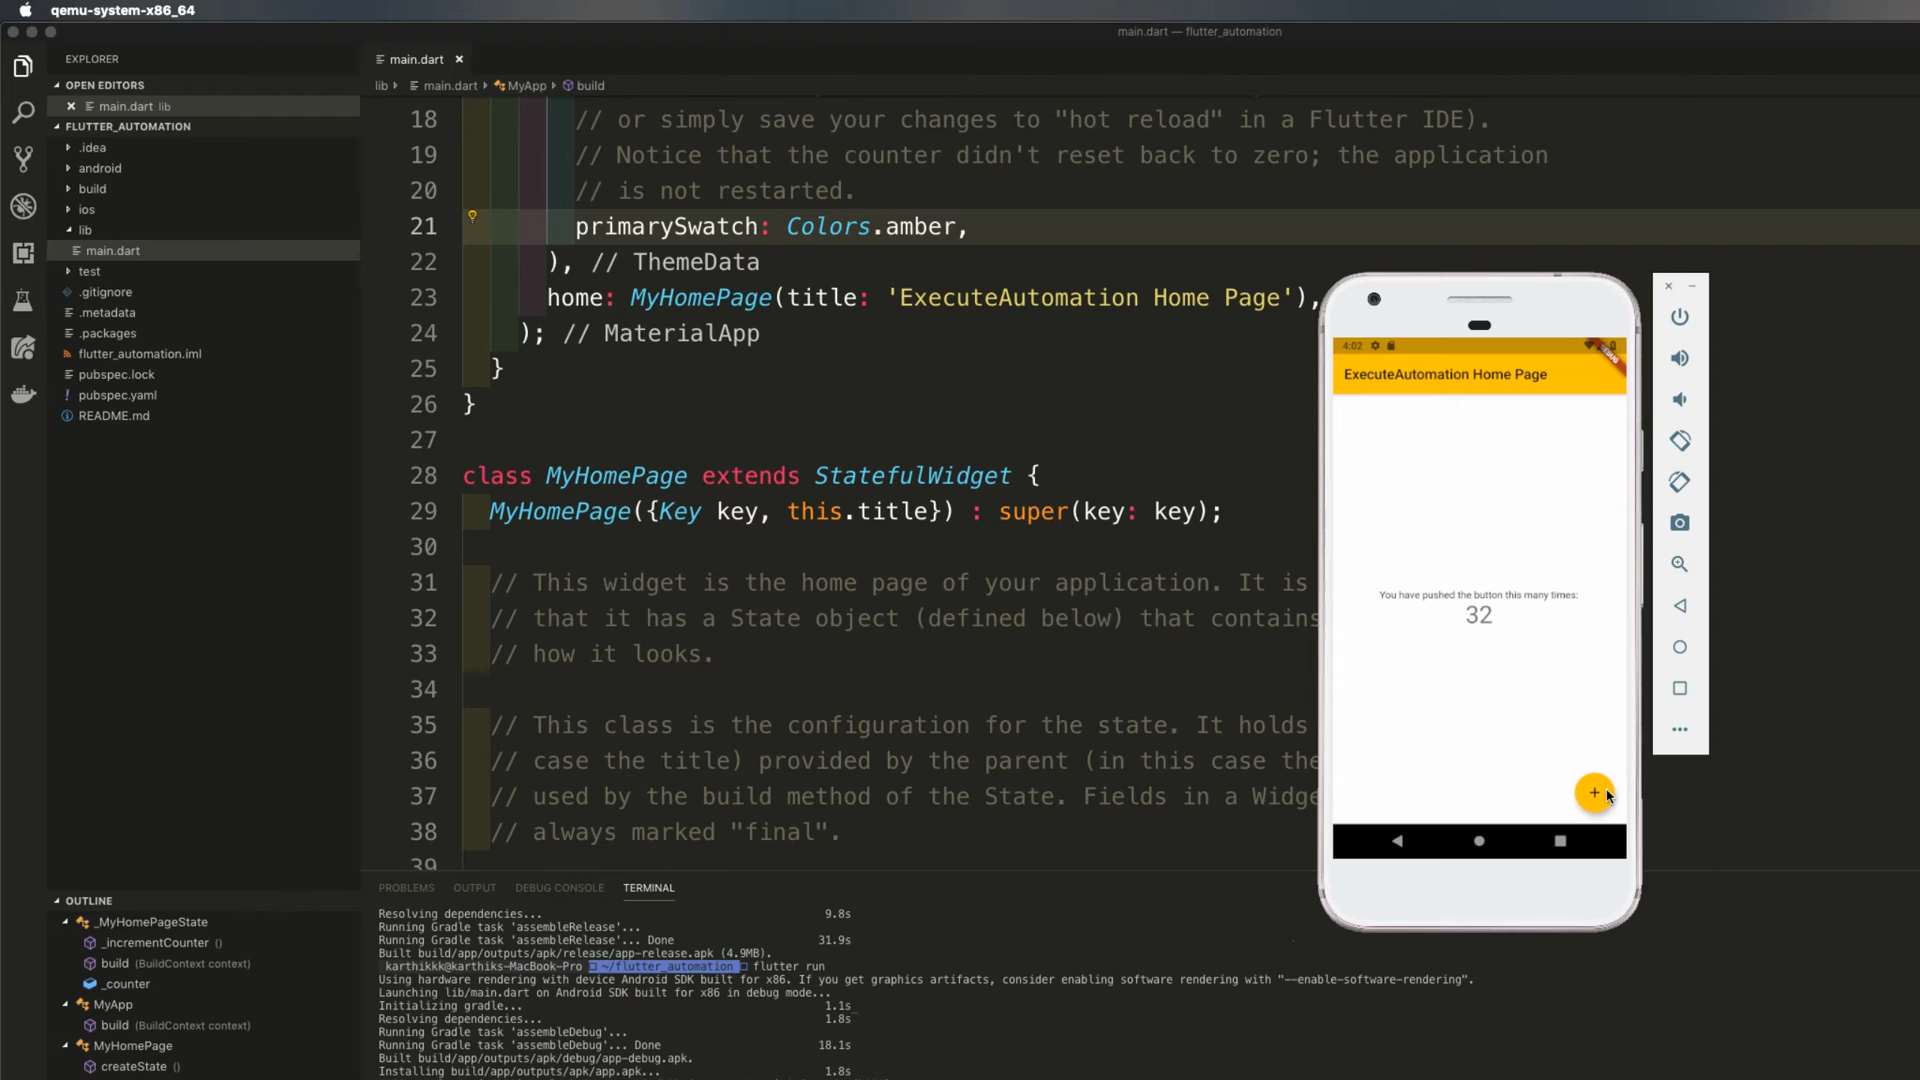 qemu-system-x86_64
main.dart — flutter_automation
EXPLORER
OPEN EDITORS
main.dart lib
FLUTTER_AUTOMATION
.idea
android
build
ios
lib
main.dart
test
.gitignore
.metadata
.packages
flutter_automation.iml
pubspec.lock
! pubspec.yaml
README.md
OUTLINE
_MyHomePageState
_incrementCounter ()
build (BuildContext context)
_counter
MyApp
build (BuildContext context)
MyHomePage
createState ()
main.dart
lib main.dart MyApp build
18 // or simply save your changes to "hot reload" in a Flutter IDE).
19 // Notice that the counter didn't reset back to zero; the application
20 // is not restarted.
21 primarySwatch: Colors.amber,
22 ), // ThemeData
23 home: MyHomePage(title: 'ExecuteAutomation Home Page'),
24 ); // MaterialApp
25 }
26 }
27
28 class MyHomePage extends StatefulWidget {
29 MyHomePage({Key key, this.title}) : super(key: key);
30
31 // This widget is the home page of your application. It is
32 // that it has a State object (defined below) that contains
33 // how it looks.
34
35 // This class is the configuration for the state. It holds
36 // case the title) provided by the parent (in this case the
37 // used by the build method of the State. Fields in a Widge
38 // always marked "final".
39
PROBLEMS OUTPUT DEBUG CONSOLE TERMINAL
Resolving dependencies... 9.8s
Running Gradle task 'assembleRelease'...
Running Gradle task 'assembleRelease'... Done 31.9s
Built build/app/outputs/apk/release/app-release.apk (4.9MB).
karthikkk@karthiks-MacBook-Pro ~/flutter_automation flutter run
Using hardware rendering with device Android SDK built for x86. If you get graphics artifacts, consider enabling software rendering with "--enable-software-rendering".
Launching lib/main.dart on Android SDK built for x86 in debug mode...
Initializing gradle... 1.1s
Resolving dependencies... 1.8s
Running Gradle task 'assembleDebug'...
Running Gradle task 'assembleDebug'... Done 18.1s
Built build/app/outputs/apk/debug/app-debug.apk.
Installing build/app/outputs/apk/app.apk... 1.8s
4:02
DEBUG
ExecuteAutomation Home Page
You have pushed the button this many times:
32
+